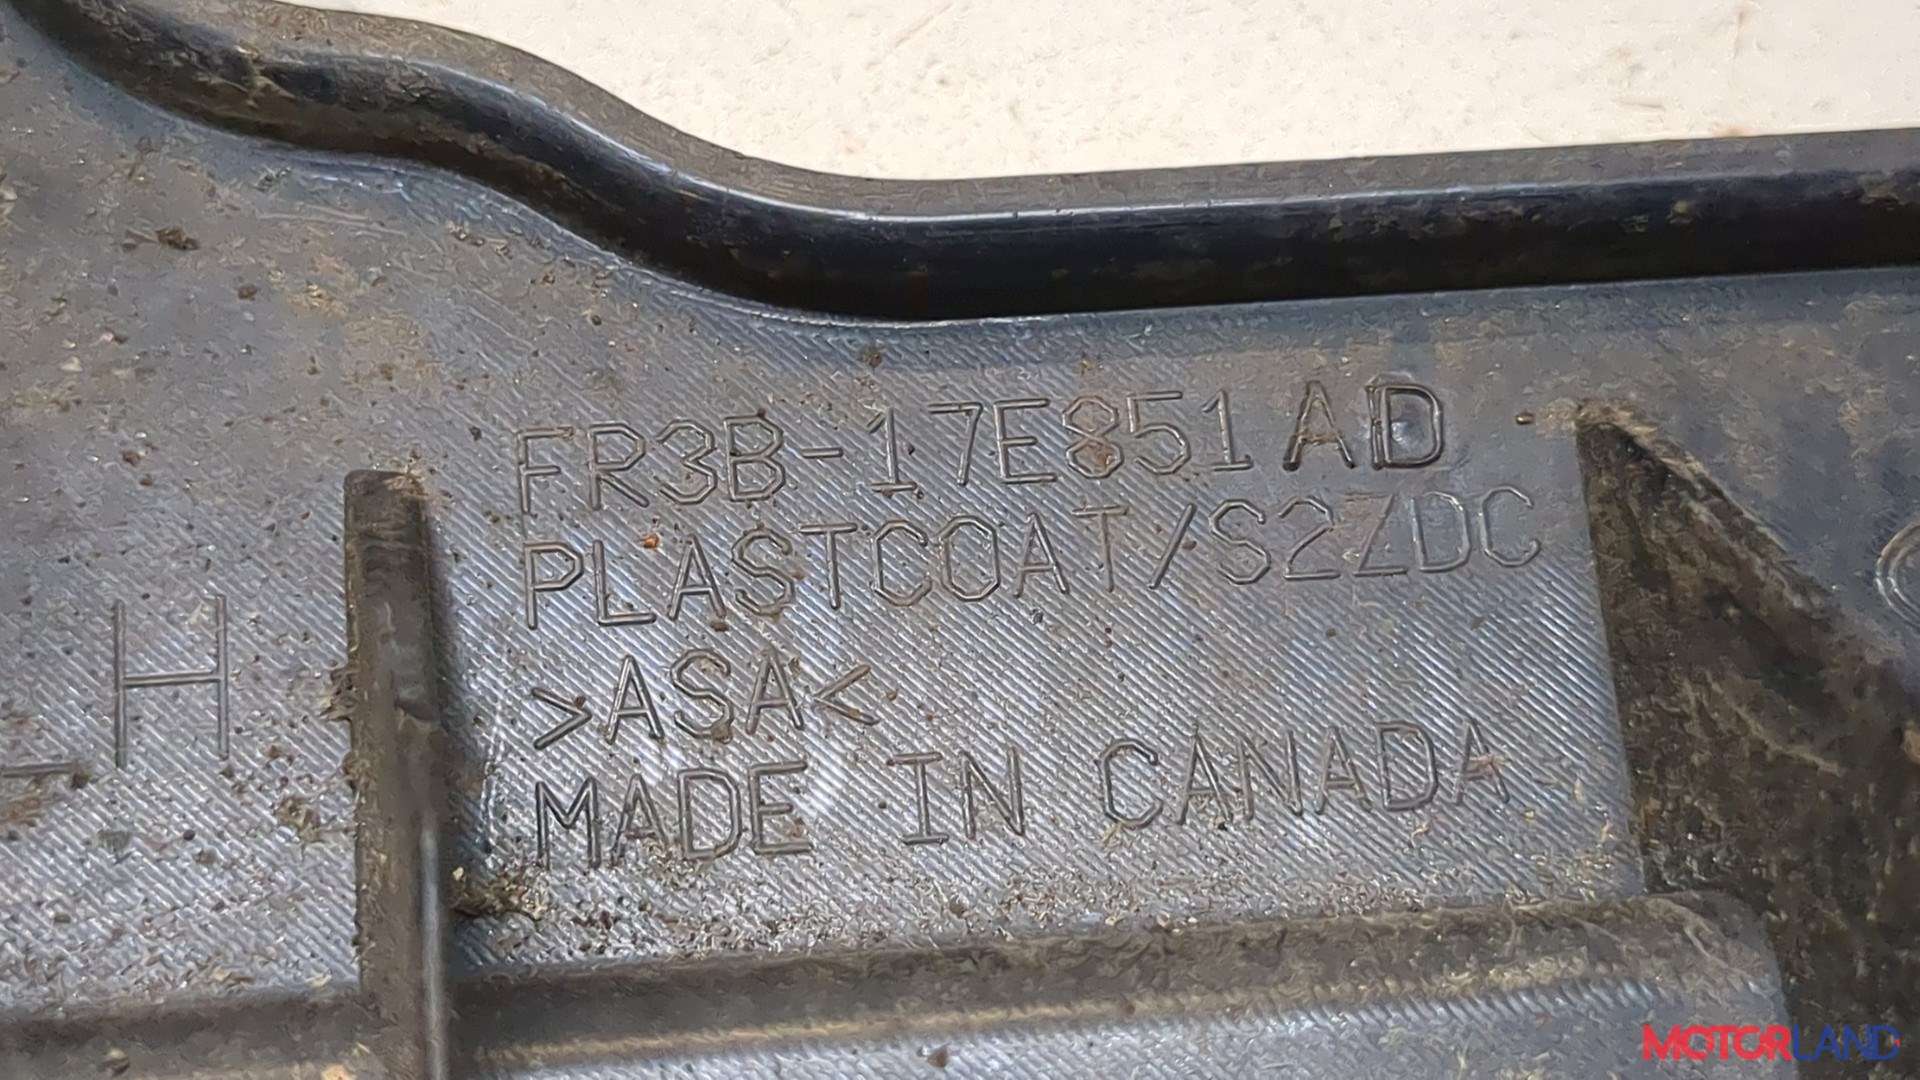 FR3B-17E851AD
PLASTCOAT/S2ZDC
>ASA<
MADE IN CANADA
H
MOTORLAND